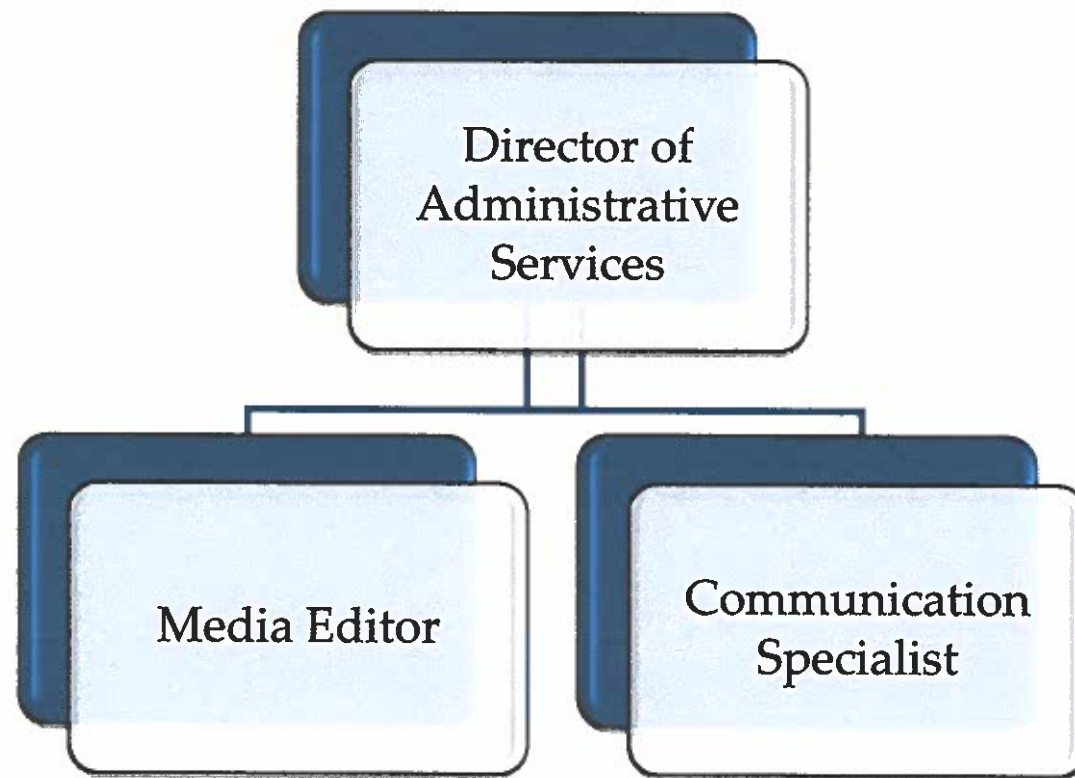 Director of
Administrative
Services
Media Editor
Communication
Specialist